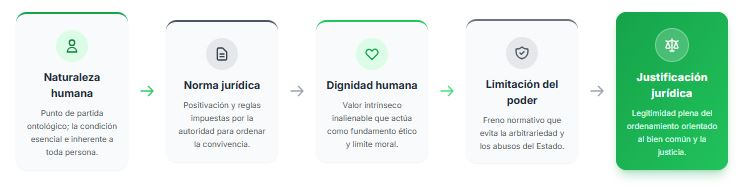 Naturaleza
humana
Punto de partida
ontológico; la condición
esencial e inherente a
toda persona.
Norma jurídica
Positivación y reglas
impuestas por la
autoridad para ordenar
la convivencia.
Dignidad humana
Valor intrínseco
inalienable que actúa
como fundamento ético
y límite moral.
Limitación del
poder
Freno normativo que
evita la arbitrariedad y
los abusos del Estado.
Justificación
jurídica
Legitimidad plena del
ordenamiento orientado
al bien común y la
justicia.